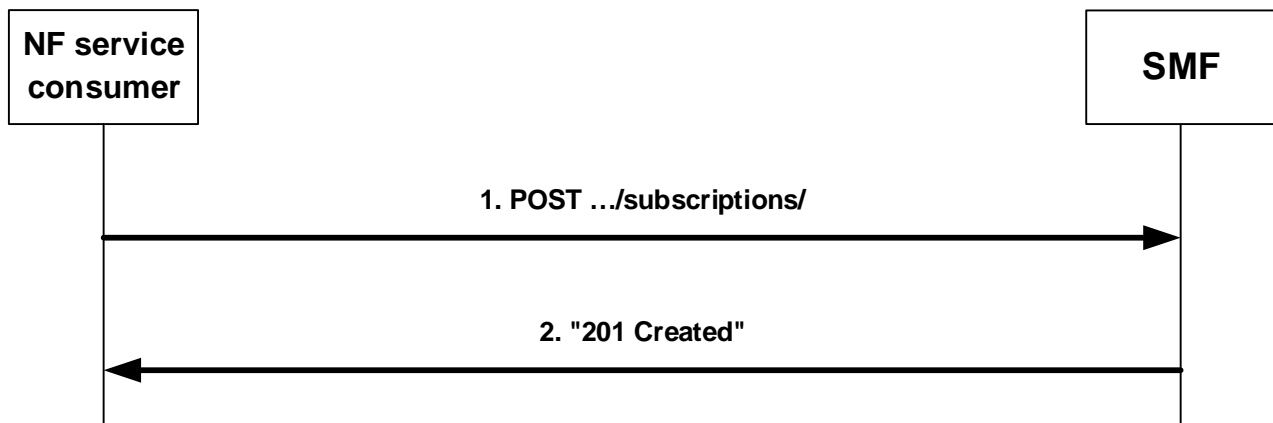 NF service
consumer
SMF
1. POST …/subscriptions/
2. "201 Created"